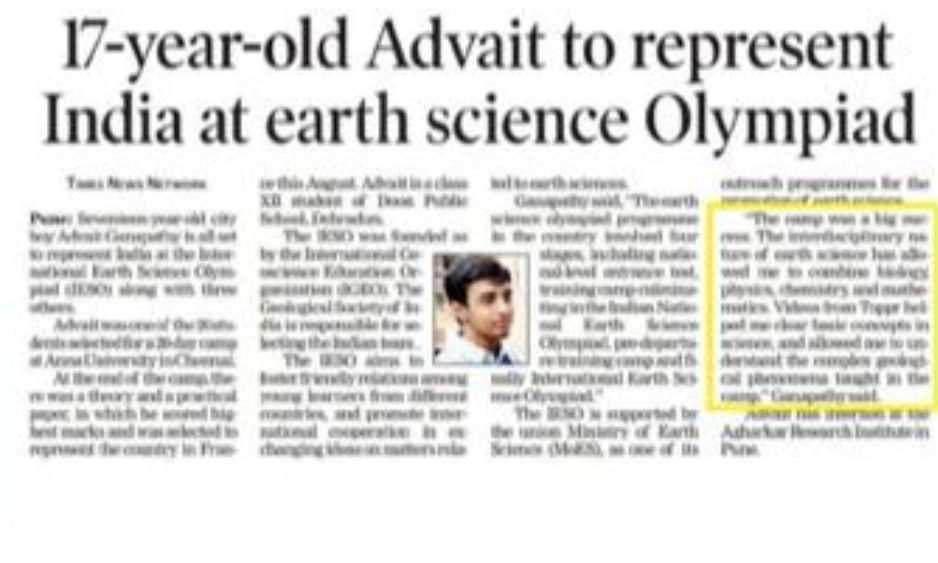 17-year-old Advait to represent
India at earth science Olympiad
Times News Network
Pune: Seventeen-year-old city
boy Advait Ganapathy is all set
to represent India at the Inter-
national Earth Science Olym-
piad (IESO) along with three
others.
Advait was one of the 20 stu-
dents selected for a 20-day camp
at Anna University in Chennai.
At the end of the camp, the-
re was a theory and a practical
paper, in which he scored hig-
hest marks and was selected to
represent the country in Fran-
ce this August. Advait is a class
XII student of Doon Public
School, Dehradun.
The IESO was founded as
by the International Ge-
oscience Education Or-
ganization (IGEO). The
Geological Society of In-
dia is responsible for se-
lecting the Indian team.
The IESO aims to
foster friendly relations among
young learners from different
countries, and promote inter-
national cooperation in ex-
changing ideas on matters rela-
ted to earth sciences.
Ganapathy said, "The earth
science olympiad programme
in the country involved four
stages, including natio-
nal-level entrance test,
training camp culmina-
ting in the Indian Natio-
nal Earth Science
Olympiad, pre-departu-
re training camp and fi-
nally International Earth Sci-
ence Olympiad."
The IESO is supported by
the union Ministry of Earth
Science (MoES), as one of its
outreach programmes for the
promotion of earth science.
"The camp was a big suc-
cess. The interdisciplinary na-
ture of earth science has allo-
wed me to combine biology,
physics, chemistry, and mathe-
matics. Videos from Toppr hel-
ped me clear basic concepts in
science, and allowed me to un-
derstand the complex geologi-
cal phenomena taught in the
camp," Ganapathy said.
Advait has interned at the
Agharkar Research Institute in
Pune.